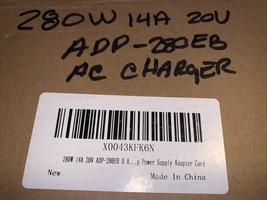 280W 14A 20V
ADP-280EB
AC CHARGER
X0043KFK6N
280W 14A 20V ADP-280EB B A...p Power Supply Adapter Cord
New Made In China